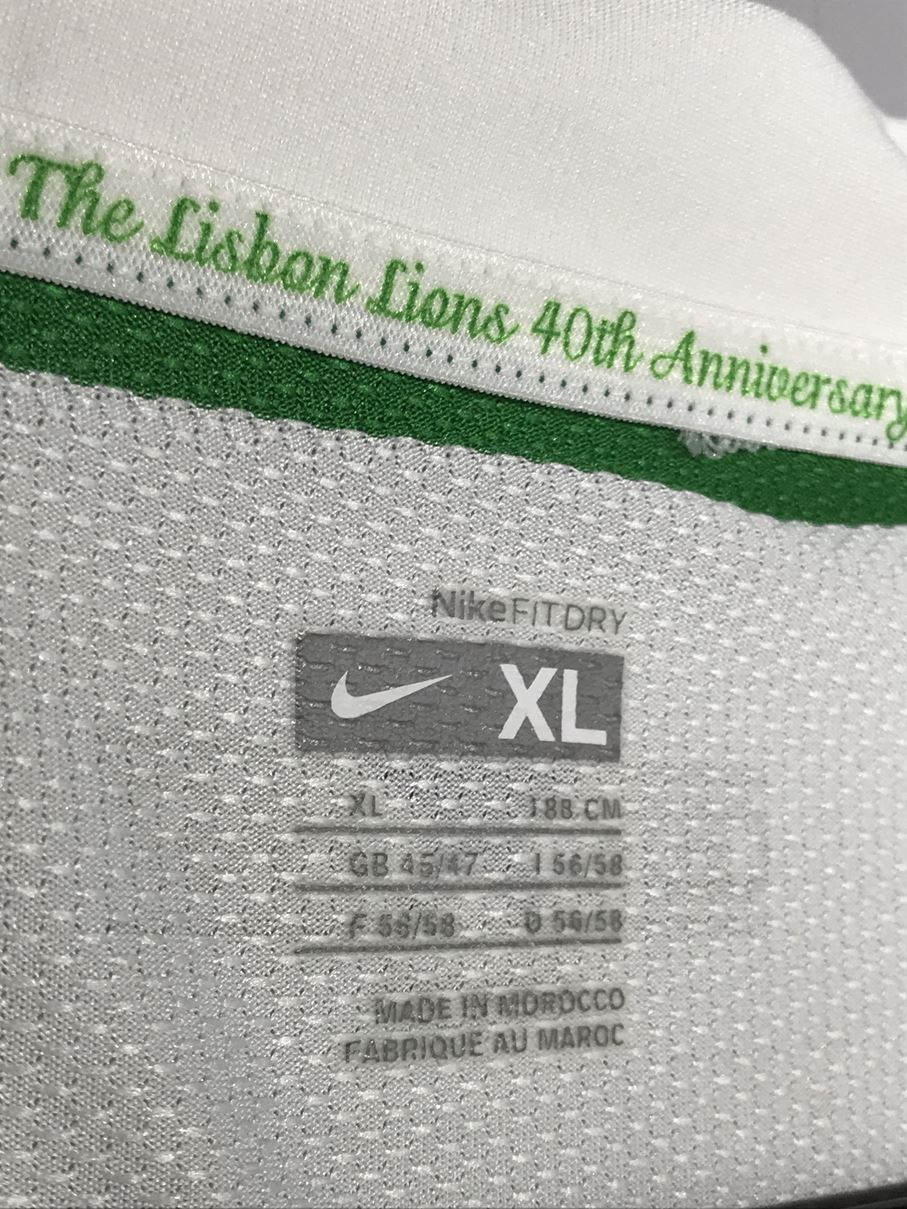 The Lisbon Lions 40th Anniversary
NikeFITDRY
XL
XL 188 CM
GB 45/47 I 56/58
F 56/58 D 56/58
MADE IN MOROCCO
FABRIQUE AU MAROC